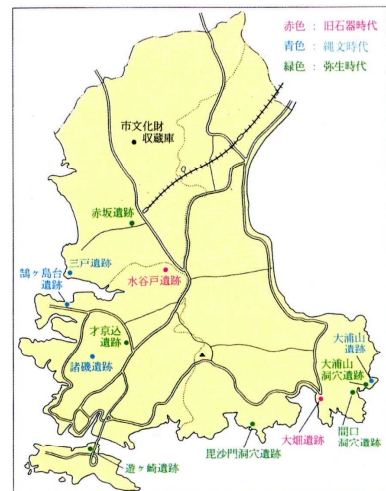 赤色 : 旧石器時代
青色 : 縄文時代
緑色 : 弥生時代
市文化財
収蔵庫
赤坂遺跡
三戸遺跡
鵠ヶ島台
遺跡
水谷戸遺跡
才京込
遺跡
諸磯遺跡
大浦山
遺跡
大浦山
洞穴遺跡
間口
洞穴遺跡
大畑遺跡
毘沙門洞穴遺跡
遊ヶ崎遺跡